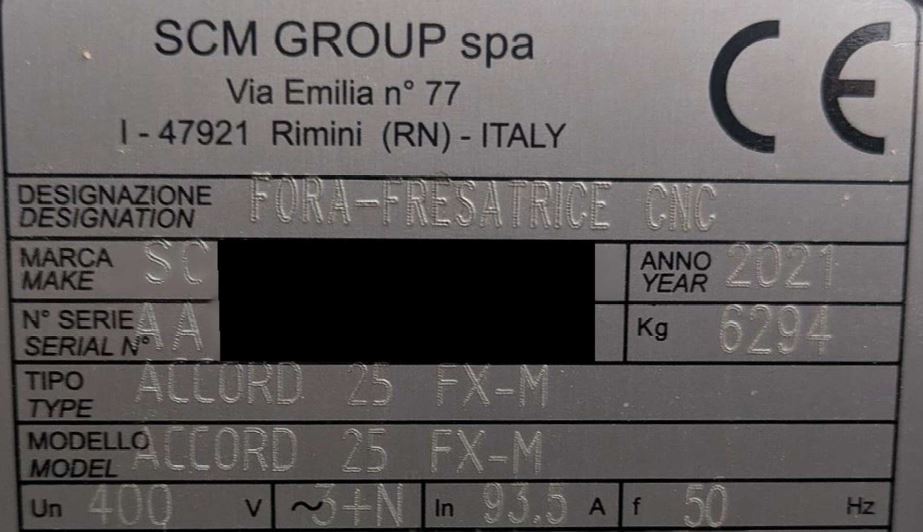 SCM GROUP spa
Via Emilia n° 77
I - 47921 Rimini (RN) - ITALY
CE
DESIGNAZIONE FORA-FRESATRICE CNC
DESIGNATION
MARCA SC ANNO 2021
MAKE YEAR
N° SERIE AA Kg 6294
SERIAL N°
TIPO ACCORD 25 FX-M
TYPE
MODELLO ACCORD 25 FX-M
MODEL
Un 400 V ~3+N In 93.5 A f 50 Hz